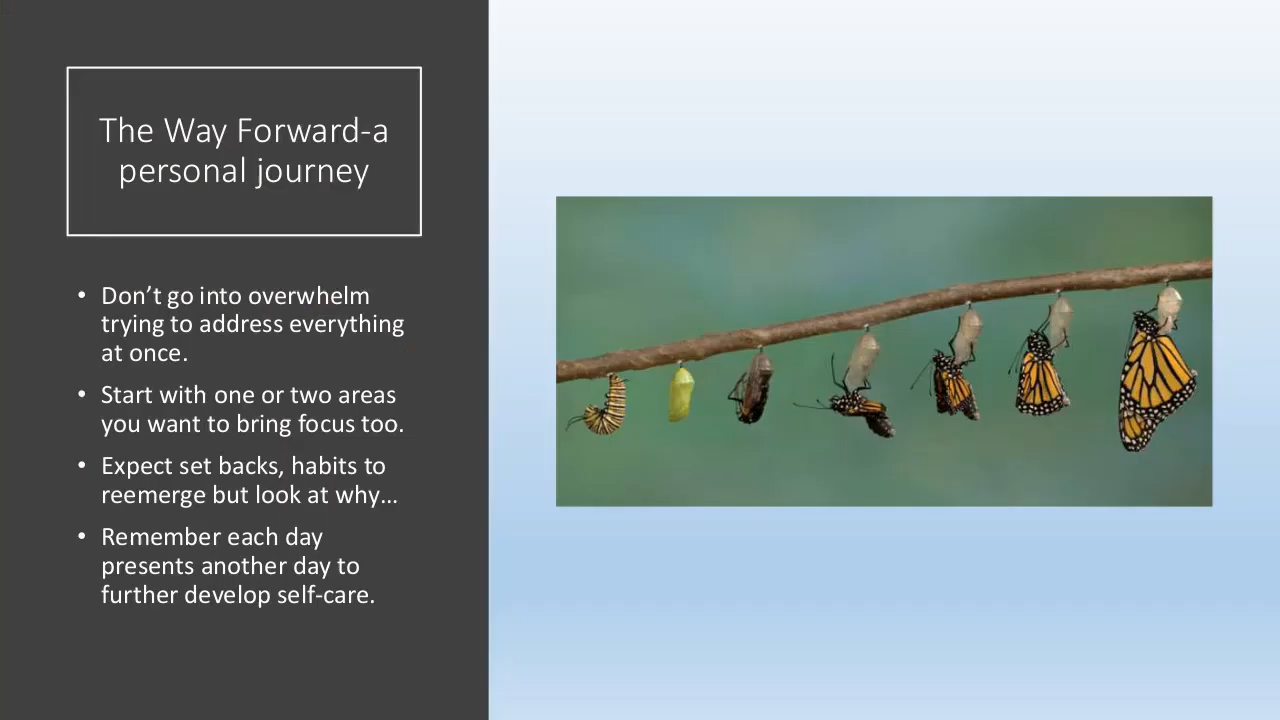 The Way Forward-a
personal journey
• Don’t go into overwhelm
trying to address everything
at once.
• Start with one or two areas
you want to bring focus too.
• Expect set backs, habits to
reemerge but look at why…
• Remember each day
presents another day to
further develop self-care.